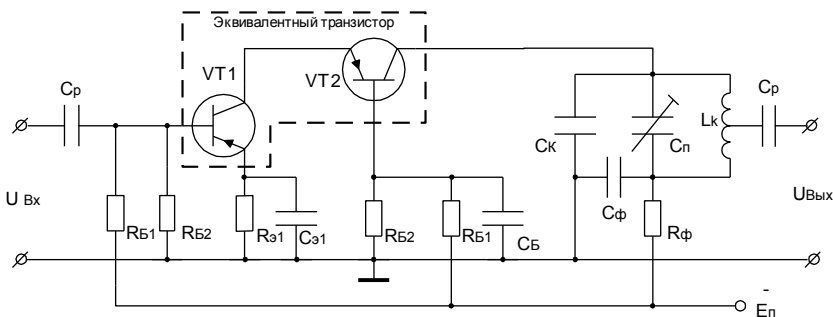 Эквивалентный транзистор
VT1
VT2
Cр
Cр
Lk
CК
Cп
Cф
U Вх
RБ1
RБ2
Rэ1
Cэ1
RБ2
RБ1
CБ
Rф
UВых
-
Eп